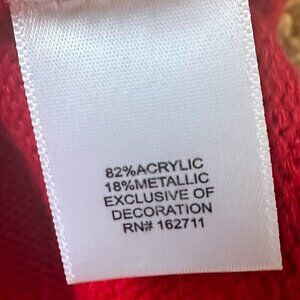 82%ACRYLIC
18%METALLIC
EXCLUSIVE OF
DECORATION
RN# 162711